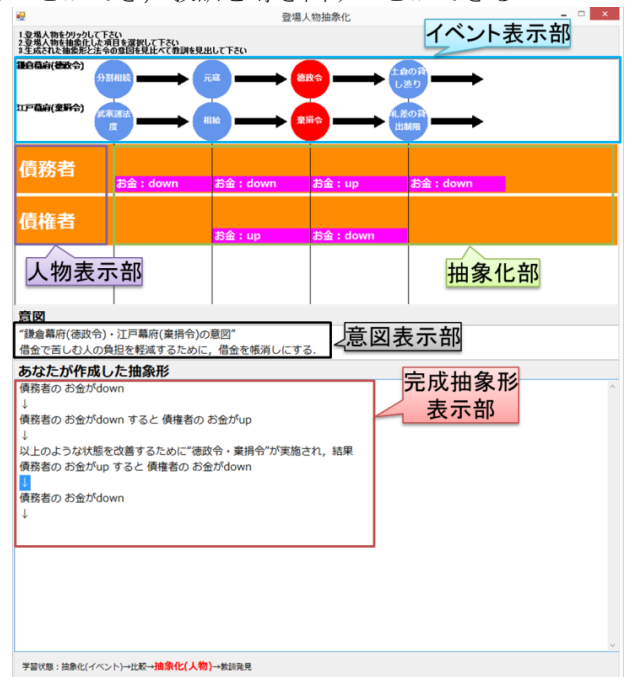 登場人物抽象化
1.登場人物をクリックして下さい
2.登場人物を抽象化した項目を選択して下さい
3.生成された抽象形と法令の意図を見比べて教訓を見出して下さい
イベント表示部
鎌倉幕府(徳政令)
分割相続
元寇
徳政令
土倉の貸し渋り
江戸幕府(棄捐令)
武家諸法度
相給
棄捐令
札差の貸出制限
債務者
お金：down
お金：down
お金：up
お金：down
債権者
お金：up
お金：down
人物表示部
抽象化部
意図
"鎌倉幕府(徳政令)・江戸幕府(棄捐令)の意図"
借金で苦しむ人の負担を軽減するために，借金を帳消しにする．
意図表示部
あなたが作成した抽象形
債務者の お金がdown
↓
債務者の お金がdown すると 債権者の お金がup
↓
以上のような状態を改善するために"徳政令・棄捐令"が実施され，結果
債務者の お金がup すると 債権者の お金がdown
↓
債務者の お金がdown
↓
完成抽象形
表示部
学習状態：抽象化(イベント)→比較→抽象化(人物)→教訓発見